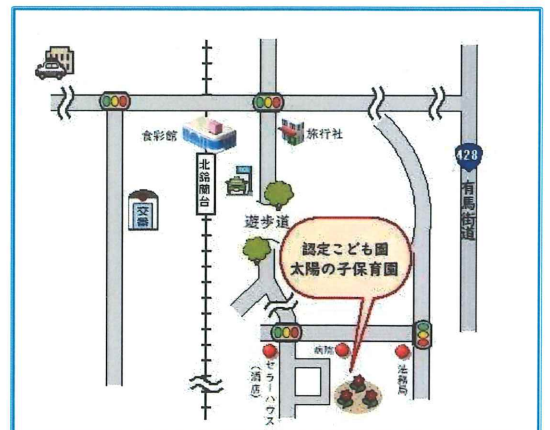 食彩館
旅行社
北鈴蘭台
428
有馬街道
交番
遊歩道
認定こども園
太陽の子保育園
病院
セラーハウス
(酒店)
法務局